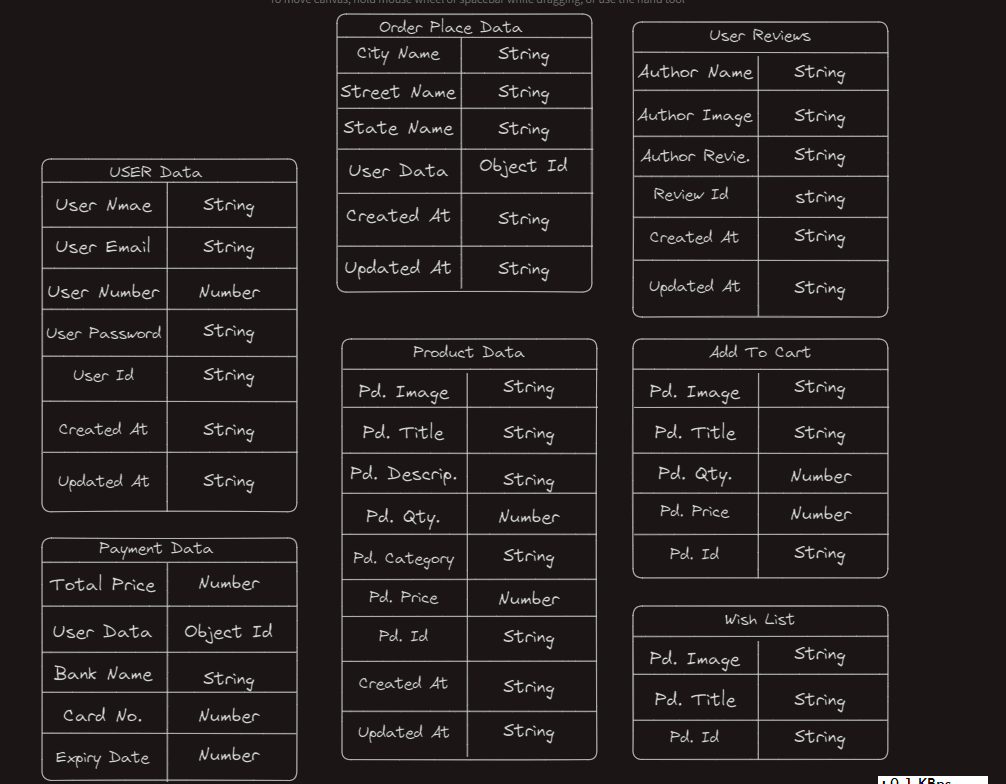 To move canvas, hold mouse wheel or spacebar while dragging, or use the hand tool
Order Place Data
City Name String
Street Name String
State Name String
User Data Object Id
Created At String
Updated At String
User Reviews
Author Name String
Author Image String
Author Revie. String
Review Id string
Created At String
Updated At String
USER Data
User Nmae String
User Email String
User Number Number
User Password String
User Id String
Created At String
Updated At String
Product Data
Pd. Image String
Pd. Title String
Pd. Descrip. String
Pd. Qty. Number
Pd. Category String
Pd. Price Number
Pd. Id String
Created At String
Updated At String
Add To Cart
Pd. Image String
Pd. Title String
Pd. Qty. Number
Pd. Price Number
Pd. Id String
Payment Data
Total Price Number
User Data Object Id
Bank Name String
Card No. Number
Expiry Date Number
Wish List
Pd. Image String
Pd. Title String
Pd. Id String